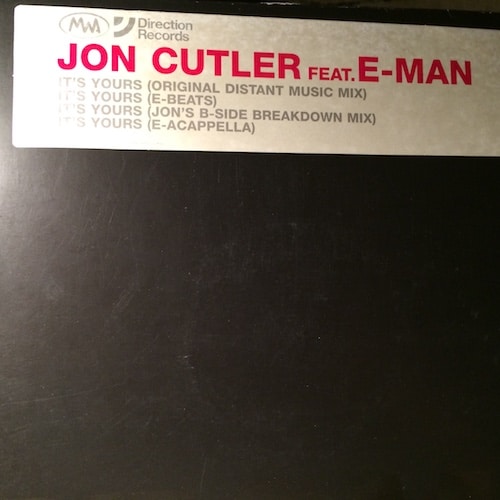 Direction
Records
JON CUTLER FEAT. E-MAN
IT'S YOURS (ORIGINAL DISTANT MUSIC MIX)
IT'S YOURS (E-BEATS)
IT'S YOURS (JON'S B-SIDE BREAKDOWN MIX)
IT'S YOURS (E-ACAPPELLA)